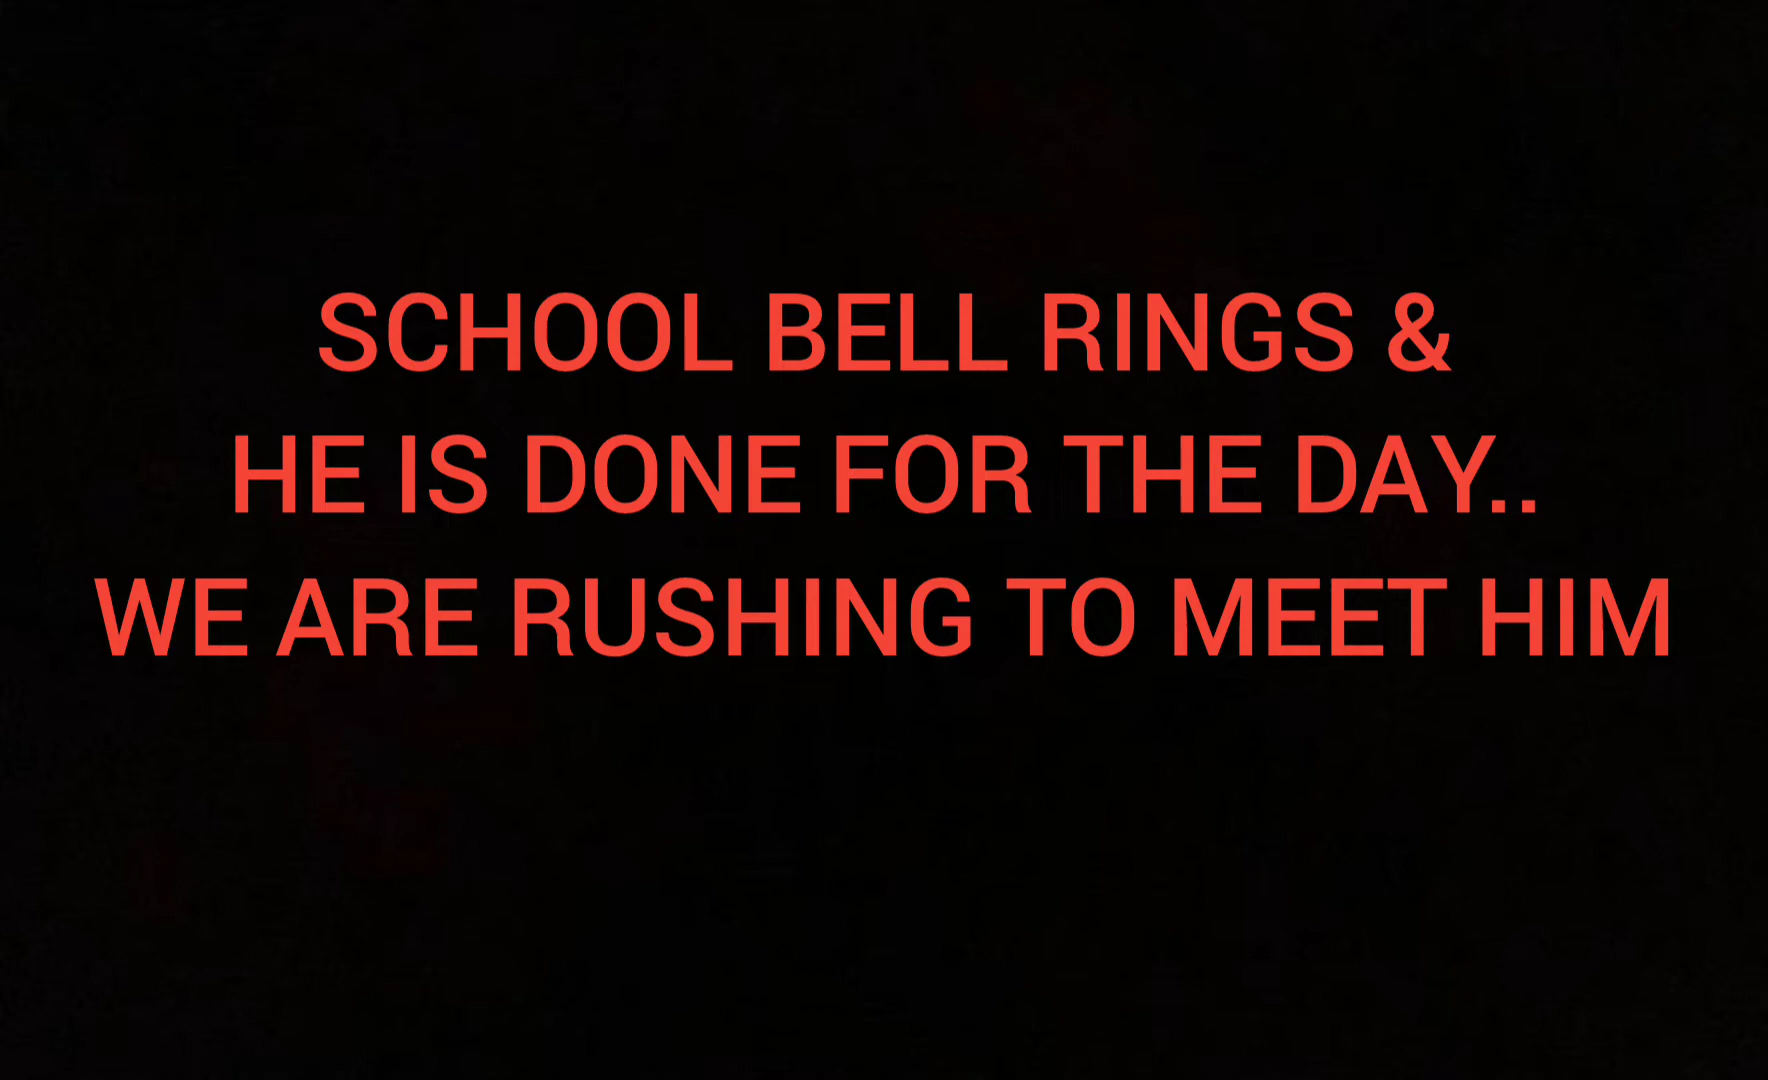 SCHOOL BELL RINGS &
HE IS DONE FOR THE DAY..
WE ARE RUSHING TO MEET HIM